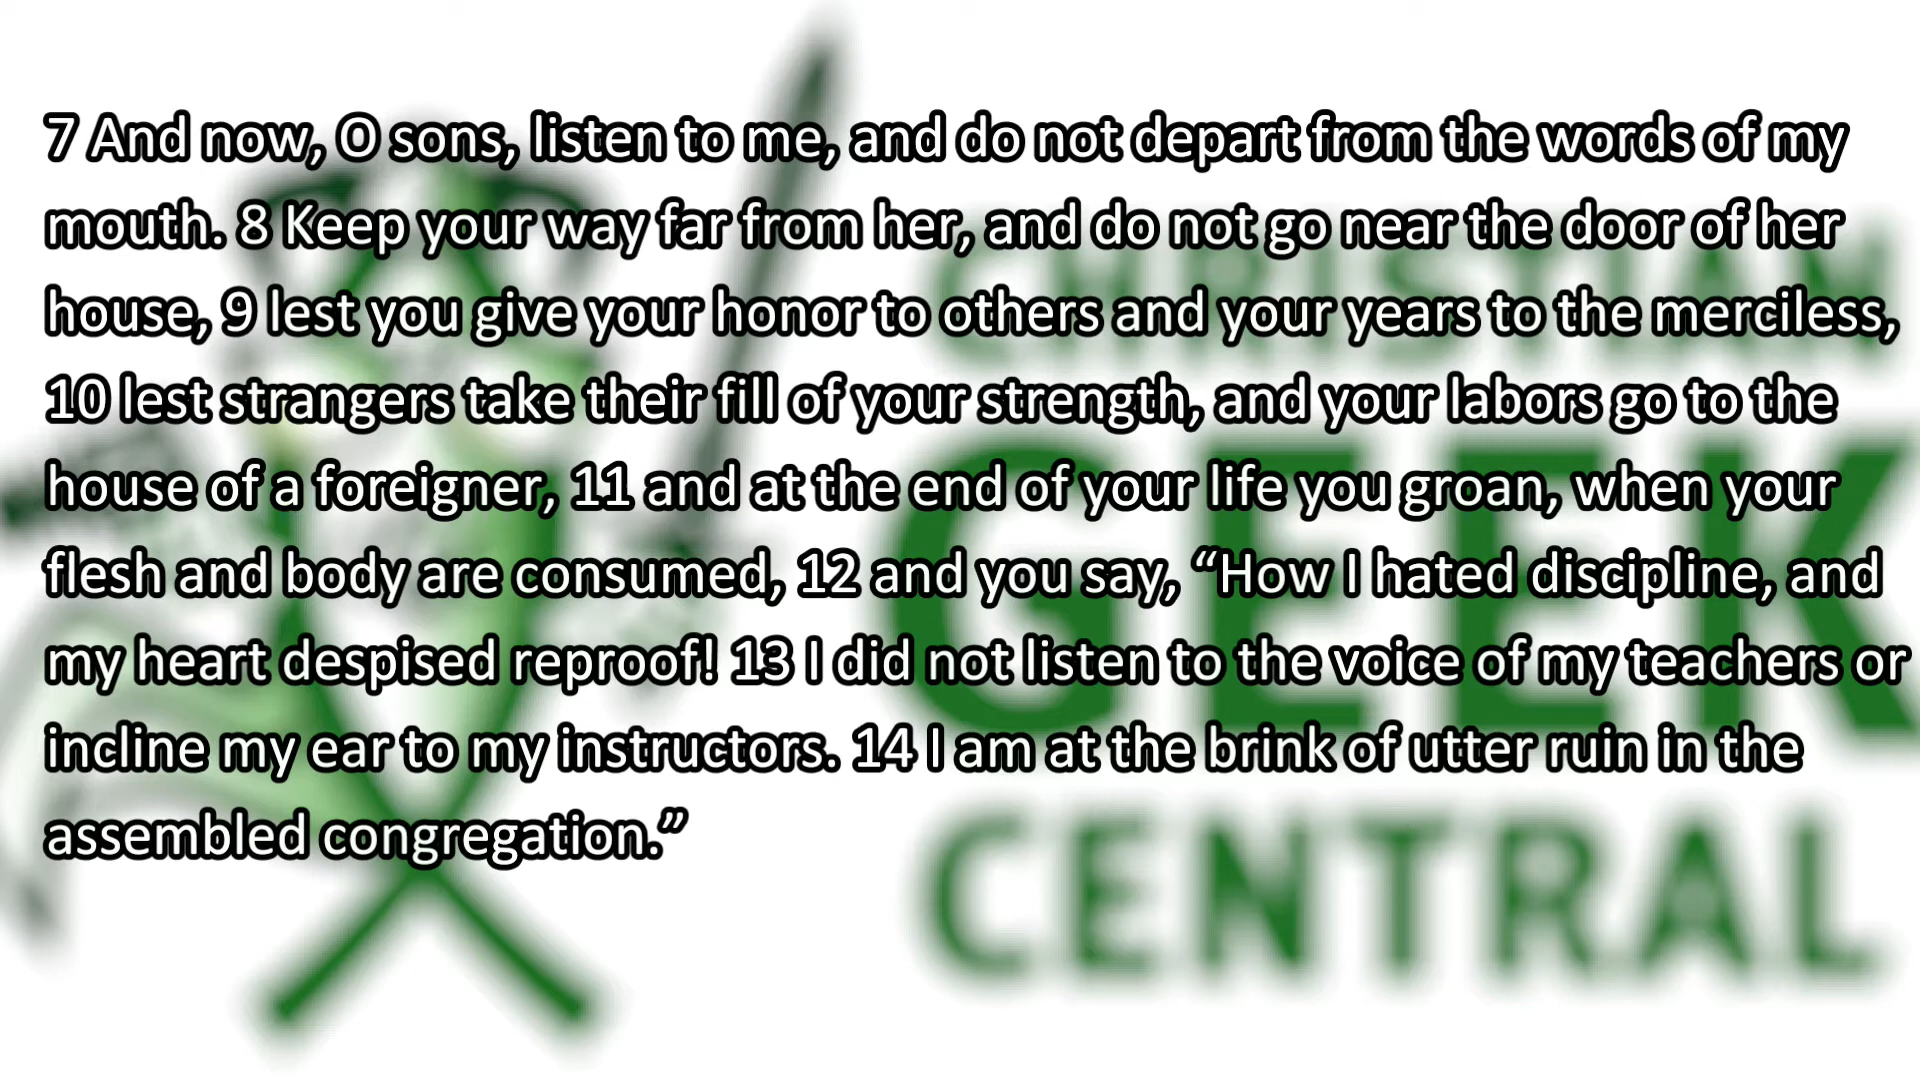 7 And now, O sons, listen to me, and do not depart from the words of my
mouth. 8 Keep your way far from her, and do not go near the door of her
house, 9 lest you give your honor to others and your years to the merciless,
10 lest strangers take their fill of your strength, and your labors go to the
house of a foreigner, 11 and at the end of your life you groan, when your
flesh and body are consumed, 12 and you say, “How I hated discipline, and
my heart despised reproof! 13 I did not listen to the voice of my teachers or
incline my ear to my instructors. 14 I am at the brink of utter ruin in the
assembled congregation.”
CHRISTIAN
GEEK
CENTRAL